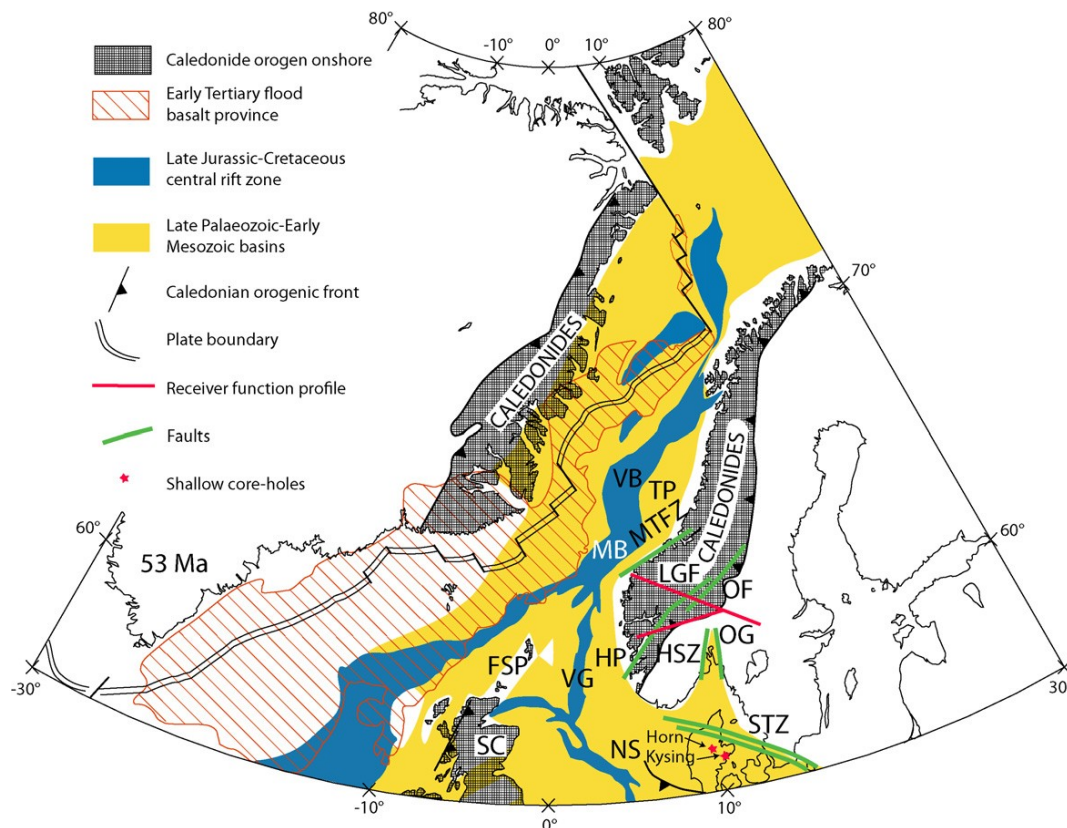 80°
-10°
0°
10°
80°
Caledonide orogen onshore
Early Tertiary flood
basalt province
Late Jurassic-Cretaceous
central rift zone
Late Palaeozoic-Early
Mesozoic basins
Caledonian orogenic front
Plate boundary
Receiver function profile
Faults
Shallow core-holes
70°
CALEDONIDES
CALEDONIDES
VB
TP
MTFZ
MB
60°
53 Ma
60°
LGF
OF
OG
HP
HSZ
FSP
VG
-30°
30
STZ
SC
NS
Horn
Kysing
-10°
0°
10°